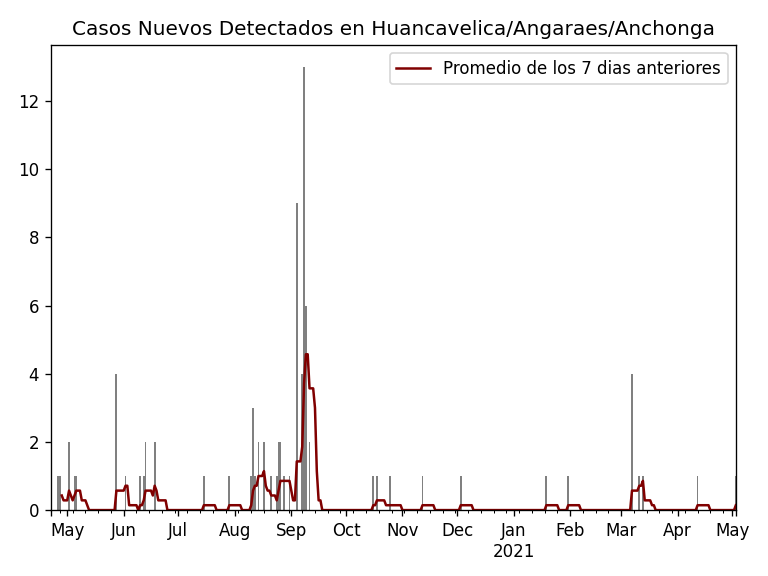 Casos Nuevos Detectados en Huancavelica/Angaraes/Anchonga
Promedio de los 7 dias anteriores
12
10
8
6
4
2
0
May Jun Jul Aug Sep Oct Nov Dec Jan Feb Mar Apr May
2021